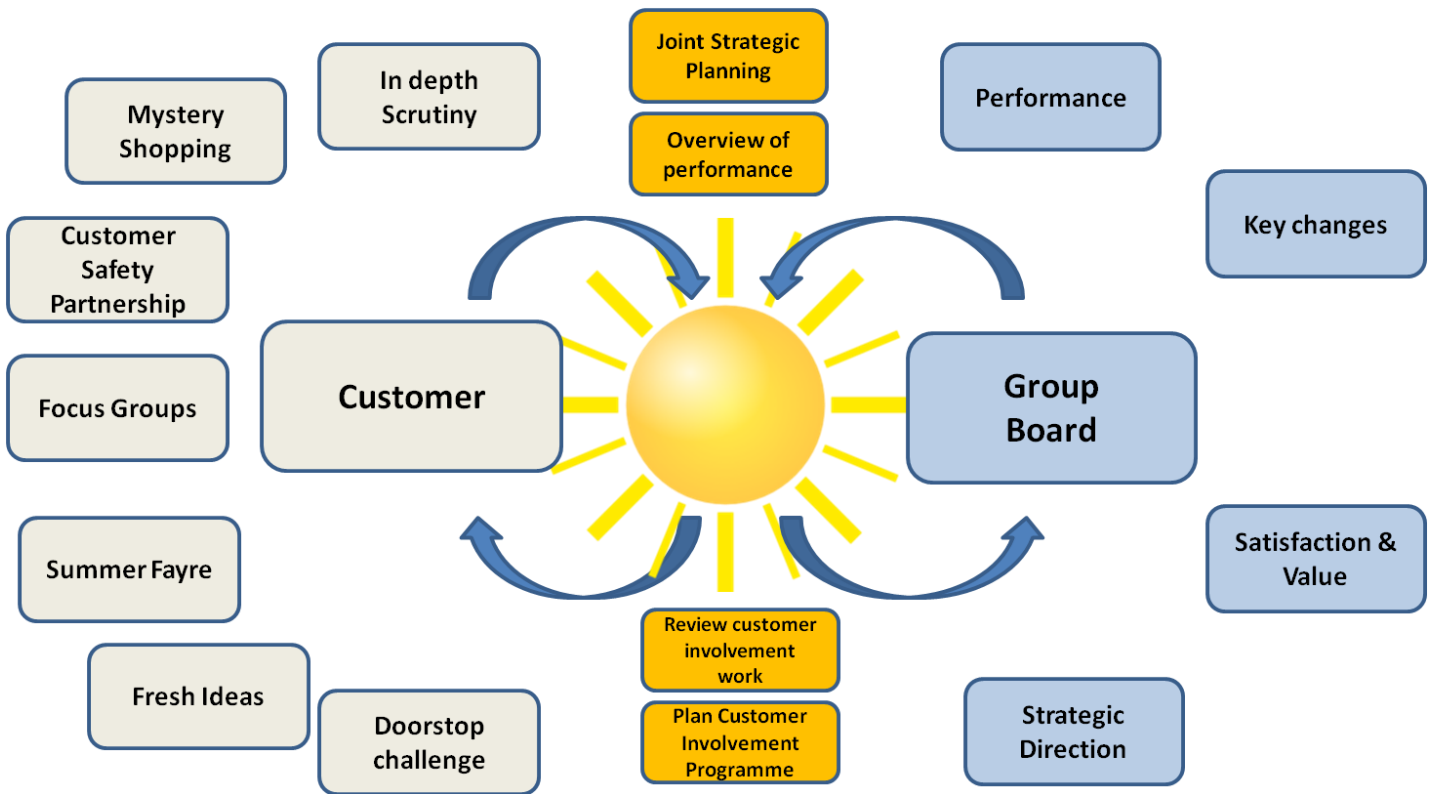 Joint Strategic
Planning
In depth
Scrutiny
Performance
Mystery
Shopping
Overview of
performance
Key changes
Customer
Safety
Partnership
Customer
Group
Board
Focus Groups
Summer Fayre
Satisfaction &
Value
Review customer
involvement
work
Fresh Ideas
Doorstop
challenge
Plan Customer
Involvement
Programme
Strategic
Direction